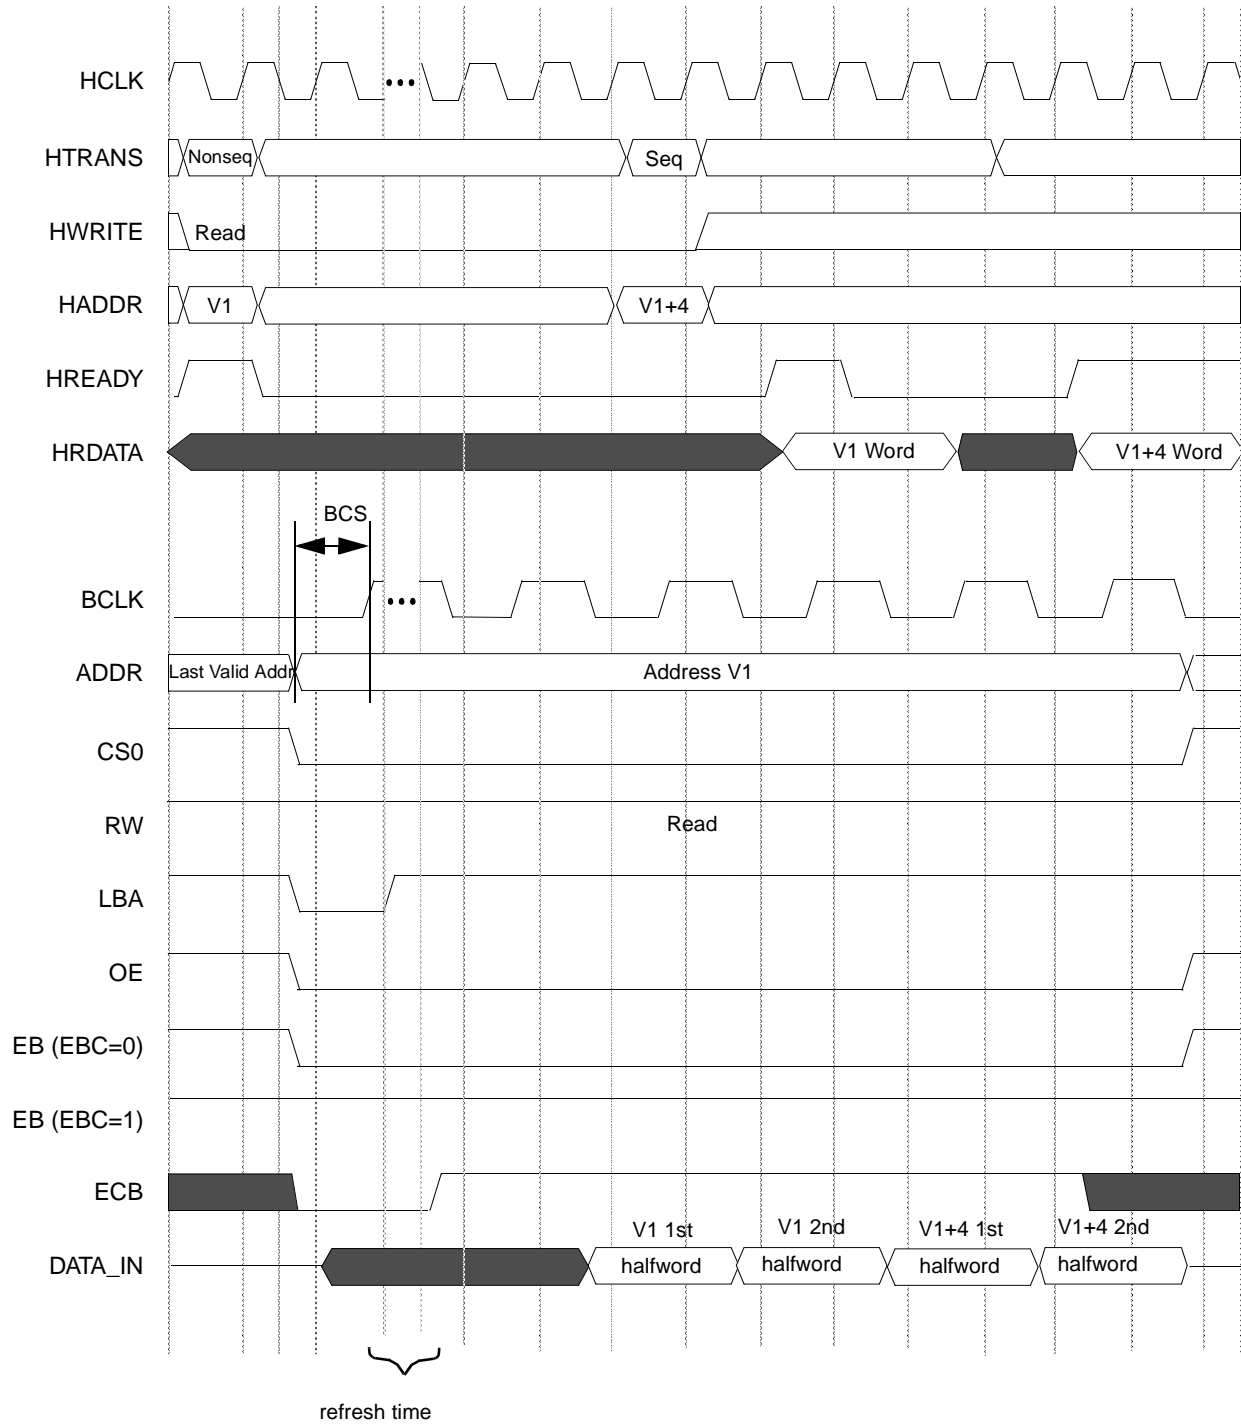 HCLK
HTRANS Nonseq Seq
HWRITE Read
HADDR V1 V1+4
HREADY
HRDATA V1 Word V1+4 Word
BCS
BCLK
ADDR Last Valid Addr Address V1
CS0
RW Read
LBA
OE
EB (EBC=0)
EB (EBC=1)
ECB
V1 1st V1 2nd V1+4 1st V1+4 2nd
DATA_IN halfword halfword halfword halfword
refresh time